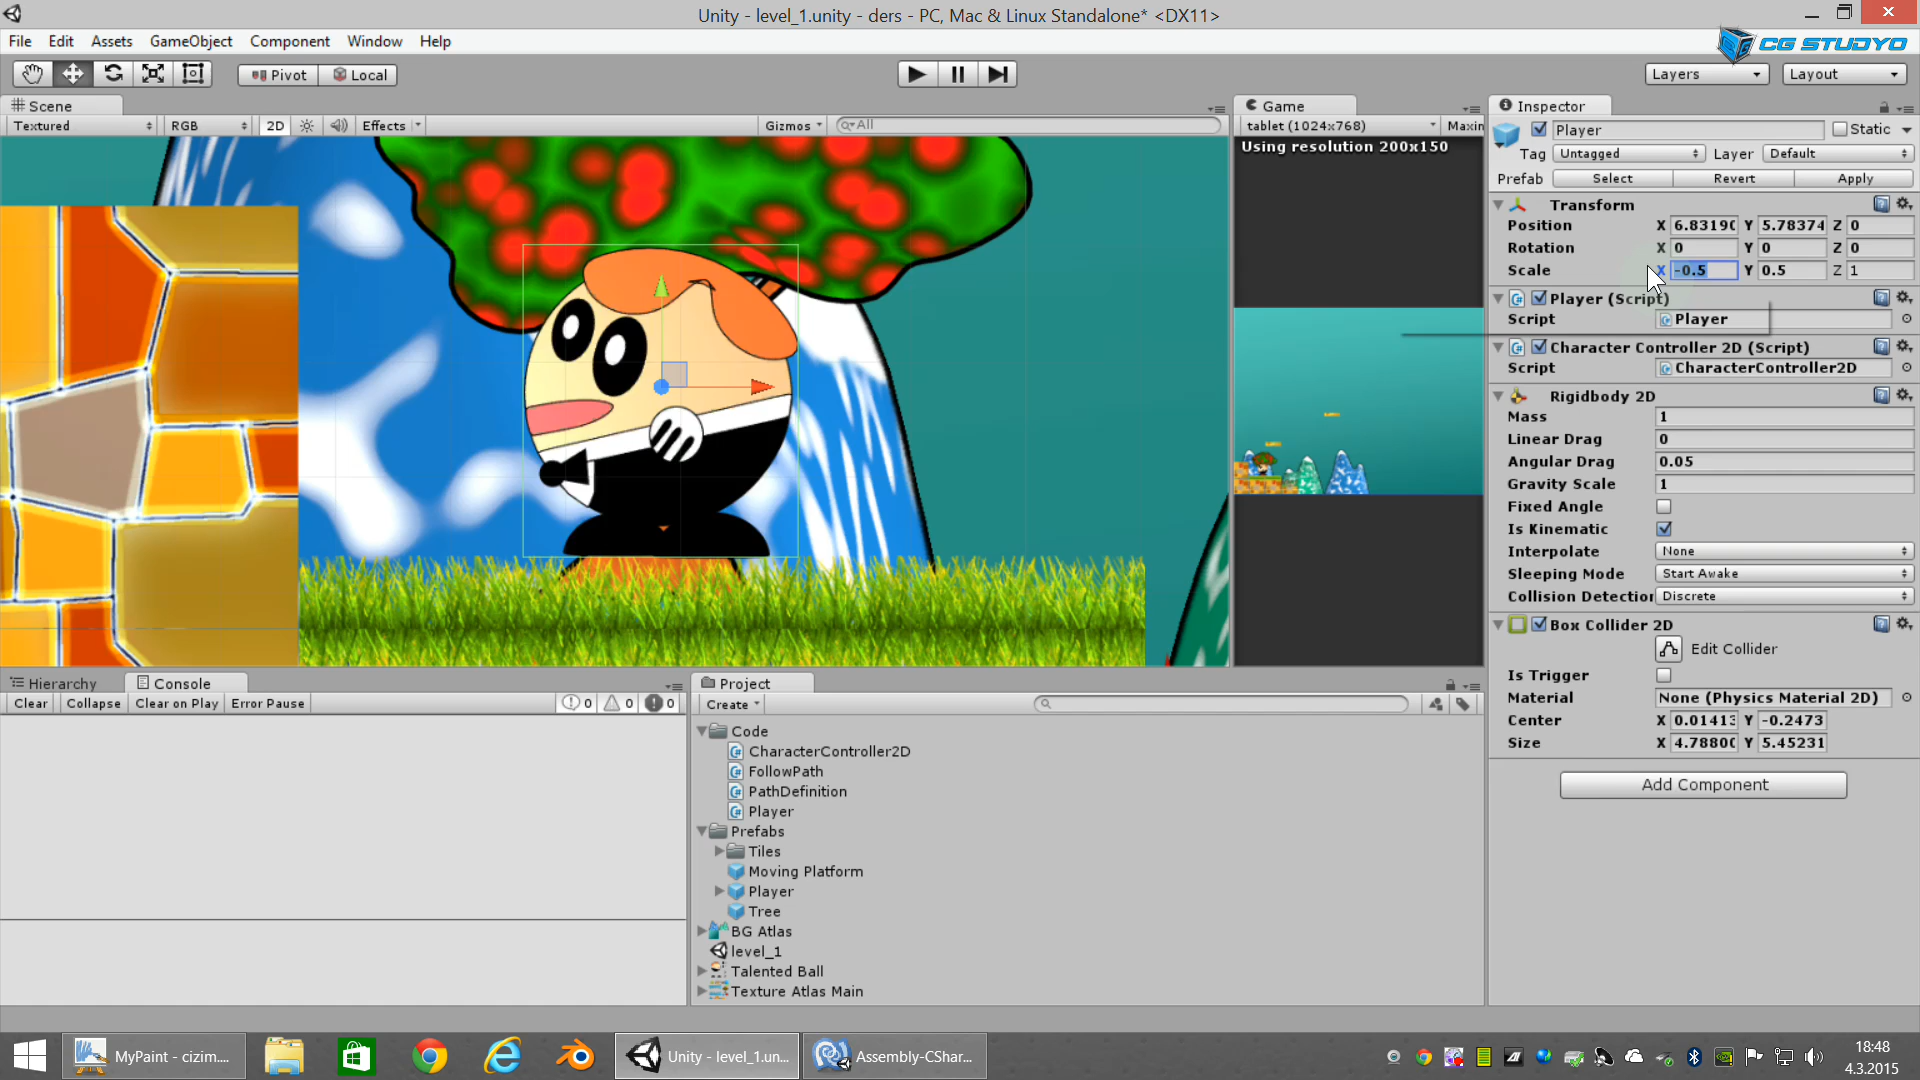 Unity - level_1.unity - ders - PC, Mac & Linux Standalone* <DX11>
File Edit Assets GameObject Component Window Help
CG STUDYO
Pivot Local
Layers Layout
Scene
Textured RGB 2D Effects Gizmos All
Game
tablet (1024x768) Maxin
Using resolution 200x150
Inspector
Player Static
Tag Untagged Layer Default
Prefab Select Revert Apply
Transform
Position X 6.8319( Y 5.78374 Z 0
Rotation X 0 Y 0 Z 0
Scale X -0.5 Y 0.5 Z 1
Player (Script)
Script Player
Character Controller 2D (Script)
Script CharacterController2D
Rigidbody 2D
Mass 1
Linear Drag 0
Angular Drag 0.05
Gravity Scale 1
Fixed Angle
Is Kinematic
Interpolate None
Sleeping Mode Start Awake
Collision Detection Discrete
Box Collider 2D
Edit Collider
Is Trigger
Material None (Physics Material 2D)
Center X 0.01413 Y -0.2473
Size X 4.7880( Y 5.45231
Add Component
Hierarchy Console
Clear Collapse Clear on Play Error Pause 0 0 0
Project
Create
Code
CharacterController2D
FollowPath
PathDefinition
Player
Prefabs
Tiles
Moving Platform
Player
Tree
BG Atlas
level_1
Talented Ball
Texture Atlas Main
MyPaint - cizim....
Unity - level_1.un...
Assembly-CShar...
18:48
4.3.2015